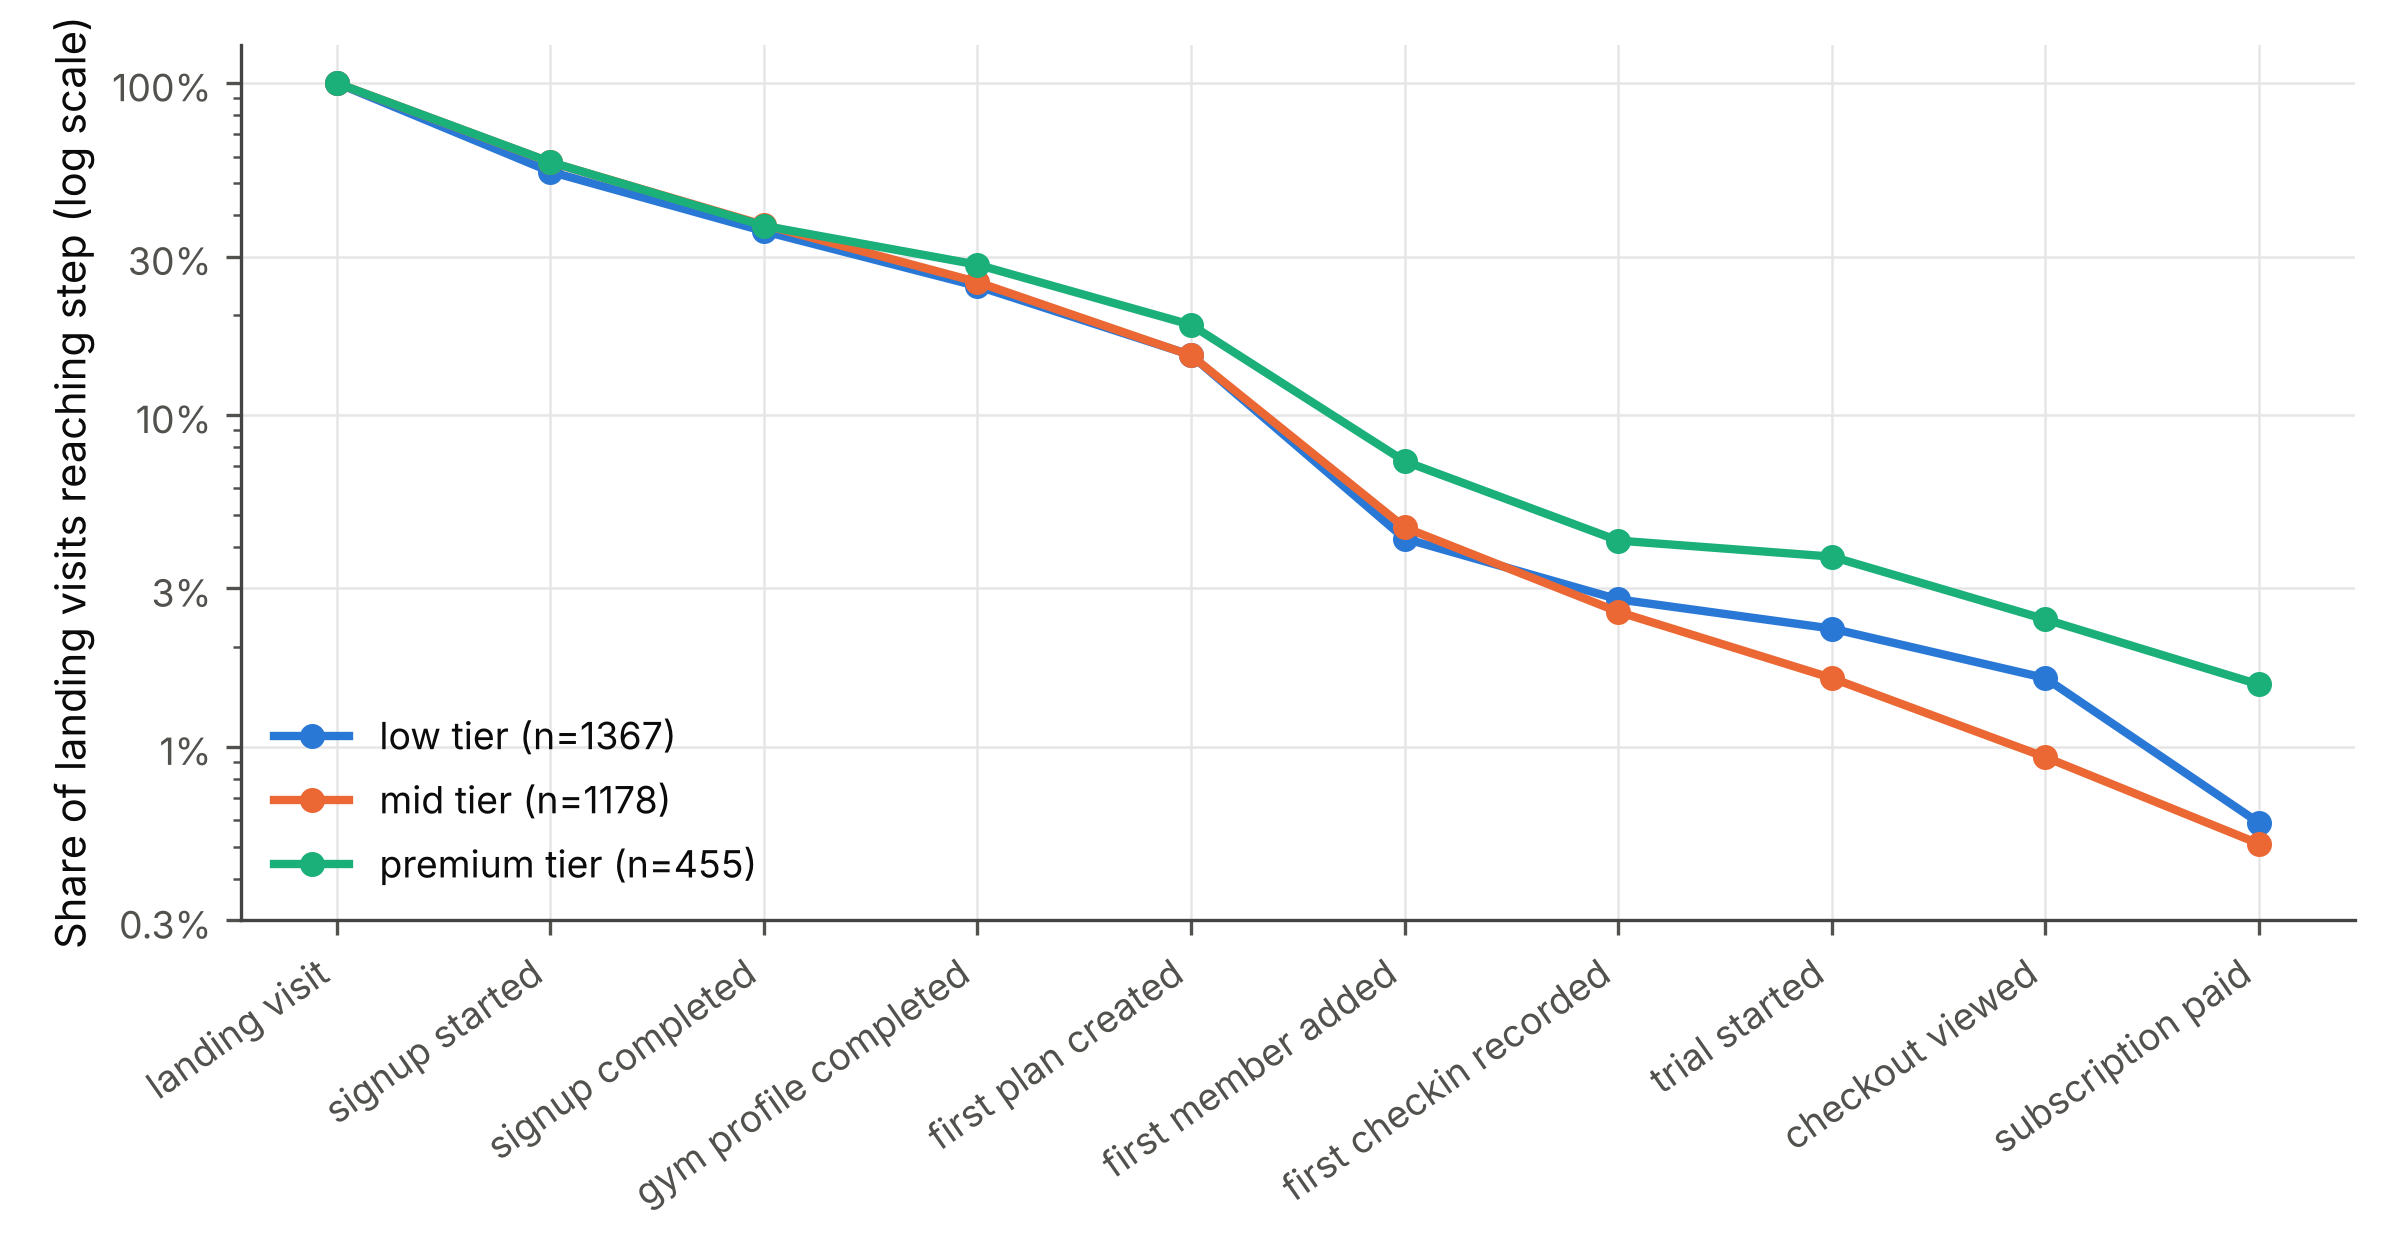 Share of landing visits reaching step (log scale)
100%
30%
10%
3%
1%
0.3%
low tier (n=1367)
mid tier (n=1178)
premium tier (n=455)
landing visit
signup started
signup completed
gym profile completed
first plan created
first member added
first checkin recorded
trial started
checkout viewed
subscription paid